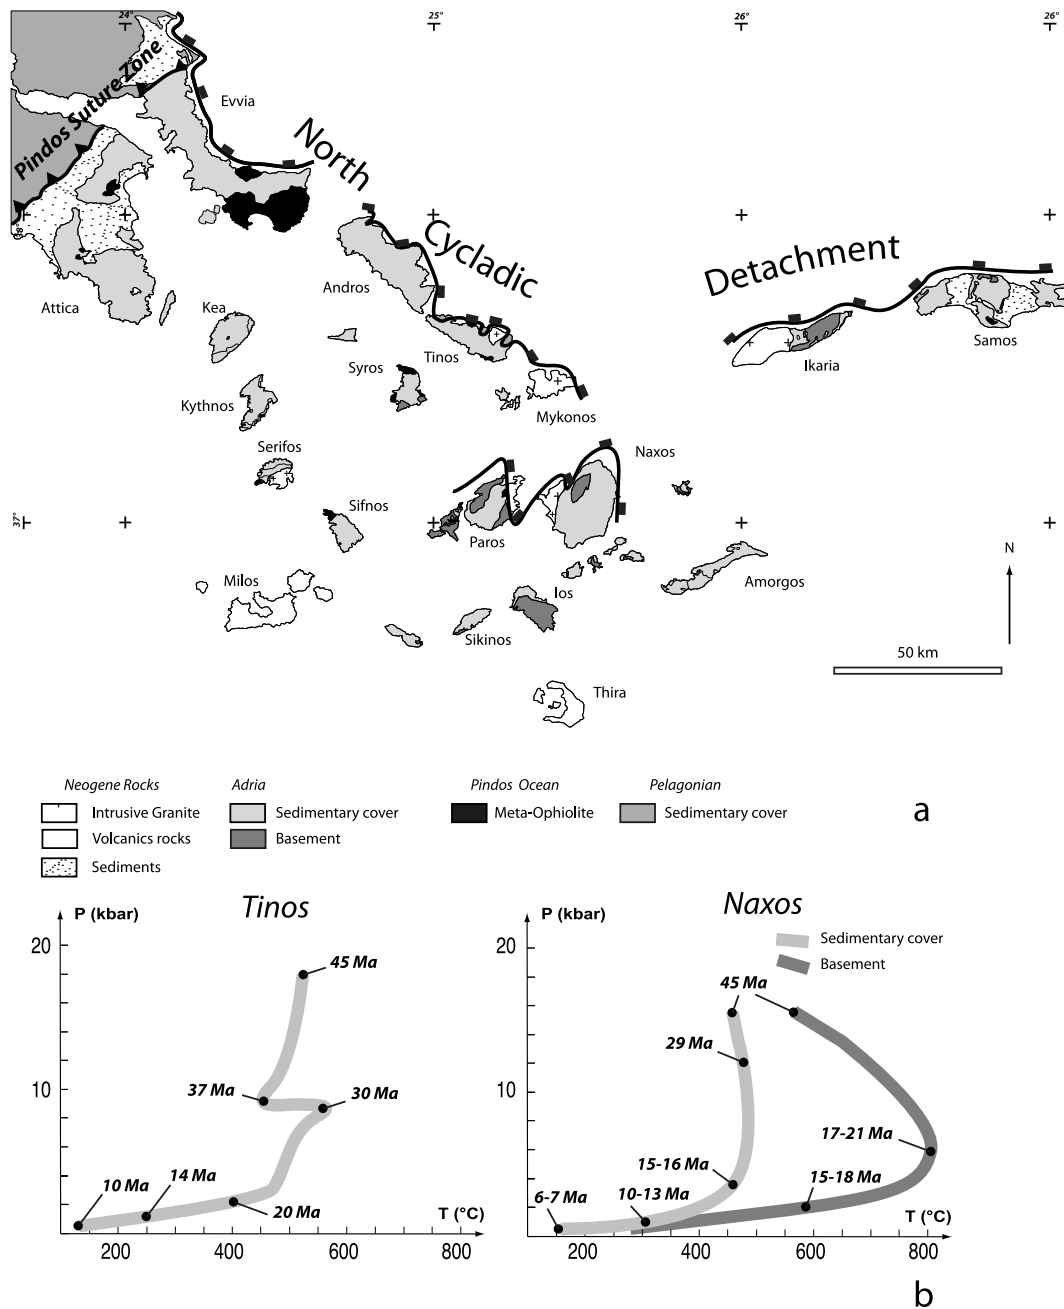 24°
25°
26°
26°
Pindos Suture Zone
Evvia
North
Cycladic
Detachment
38°
Attica
Kea
Andros
Tinos
Syros
Mykonos
Ikaria
Samos
Kythnos
Serifos
Sifnos
Naxos
37°
Paros
Milos
Ios
Amorgos
Sikinos
Thira
N
50 km
Neogene Rocks
Adria
Pindos Ocean
Pelagonian
Intrusive Granite
Sedimentary cover
Meta-Ophiolite
Sedimentary cover
Volcanics rocks
Basement
Sediments
a
Tinos
P (kbar)
20
10
45 Ma
37 Ma
30 Ma
14 Ma
10 Ma
20 Ma
T (°C)
200
400
600
800
Naxos
P (kbar)
Sedimentary cover
Basement
20
10
45 Ma
29 Ma
17-21 Ma
15-16 Ma
15-18 Ma
10-13 Ma
6-7 Ma
T (°C)
200
400
600
800
b